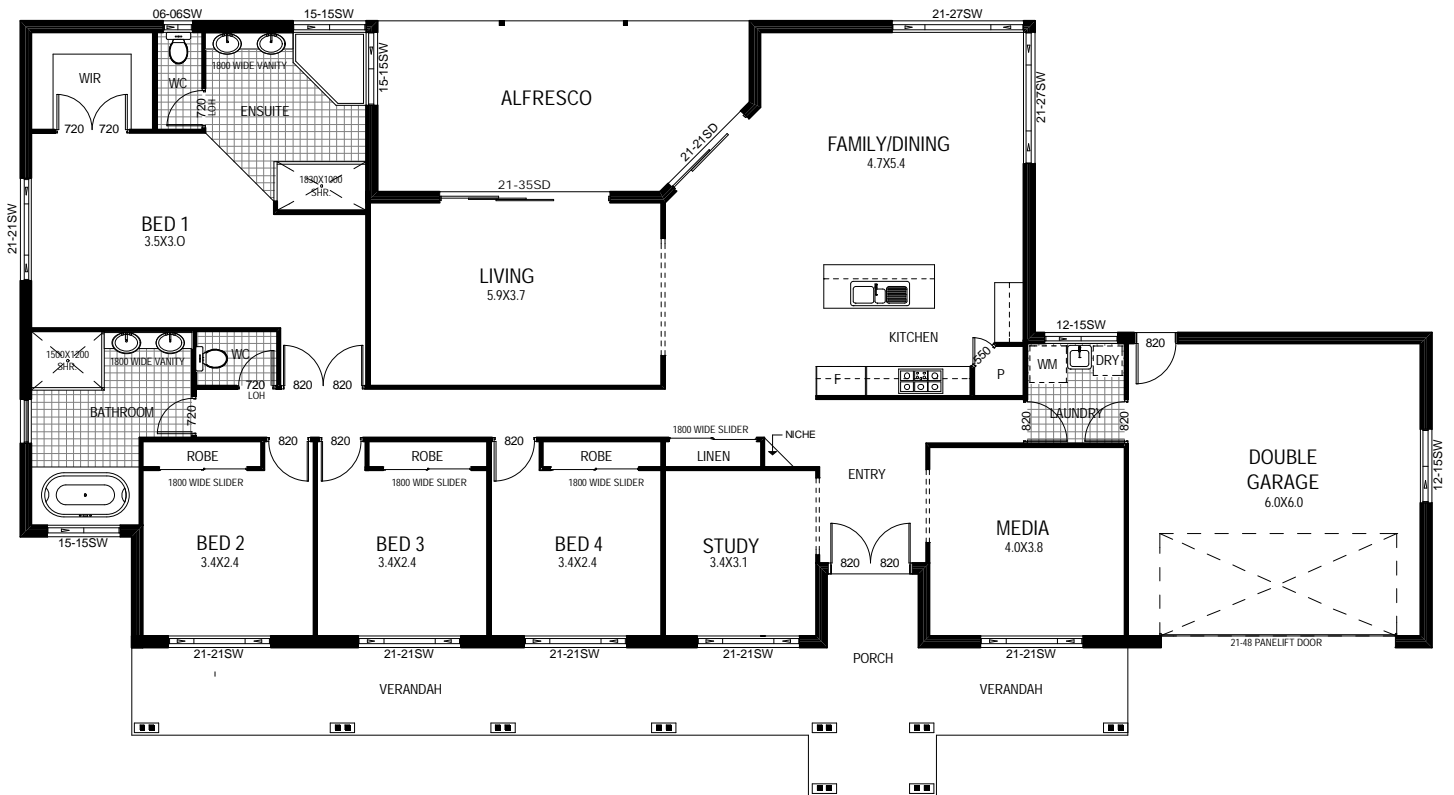 06-06SW
15-15SW
21-27SW
WIR
WC
1800 WIDE VANITY
ENSUITE
720
LOH
15-15SW
720 720
ALFRESCO
21-21SD
FAMILY/DINING
4.7X5.4
21-27SW
1830X1000
SHR.
21-35SD
21-21SW
BED 1
3.5X3.O
LIVING
5.9X3.7
KITCHEN
12-15SW
1500X1200
SHR.
1800 WIDE VANITY
WC
720
LOH
820 820
550
P
F
WM
DRY
820
BATHROOM
720
820
LAUNDRY
820
820
820
820
1800 WIDE SLIDER
NICHE
ROBE
ROBE
ROBE
LINEN
1800 WIDE SLIDER
1800 WIDE SLIDER
1800 WIDE SLIDER
ENTRY
DOUBLE
GARAGE
6.0X6.0
12-15SW
15-15SW
BED 2
3.4X2.4
BED 3
3.4X2.4
BED 4
3.4X2.4
STUDY
3.4X3.1
820 820
MEDIA
4.0X3.8
21-21SW
21-21SW
21-21SW
21-21SW
21-21SW
21-48 PANELIFT DOOR
PORCH
VERANDAH
VERANDAH